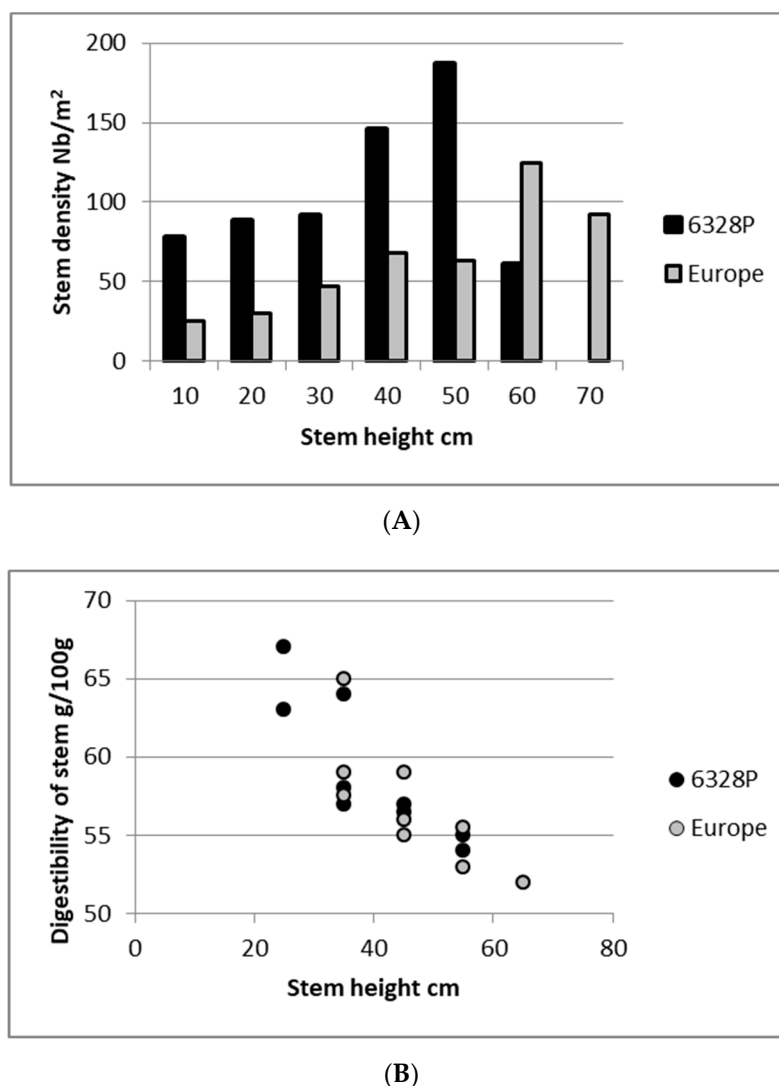 200
150
100
50
0
Stem density Nb/m²
10 20 30 40 50 60 70
Stem height cm
6328P
Europe
(A)
70
65
60
55
50
Digestibility of stem g/100g
0 20 40 60 80
Stem height cm
6328P
Europe
(B)